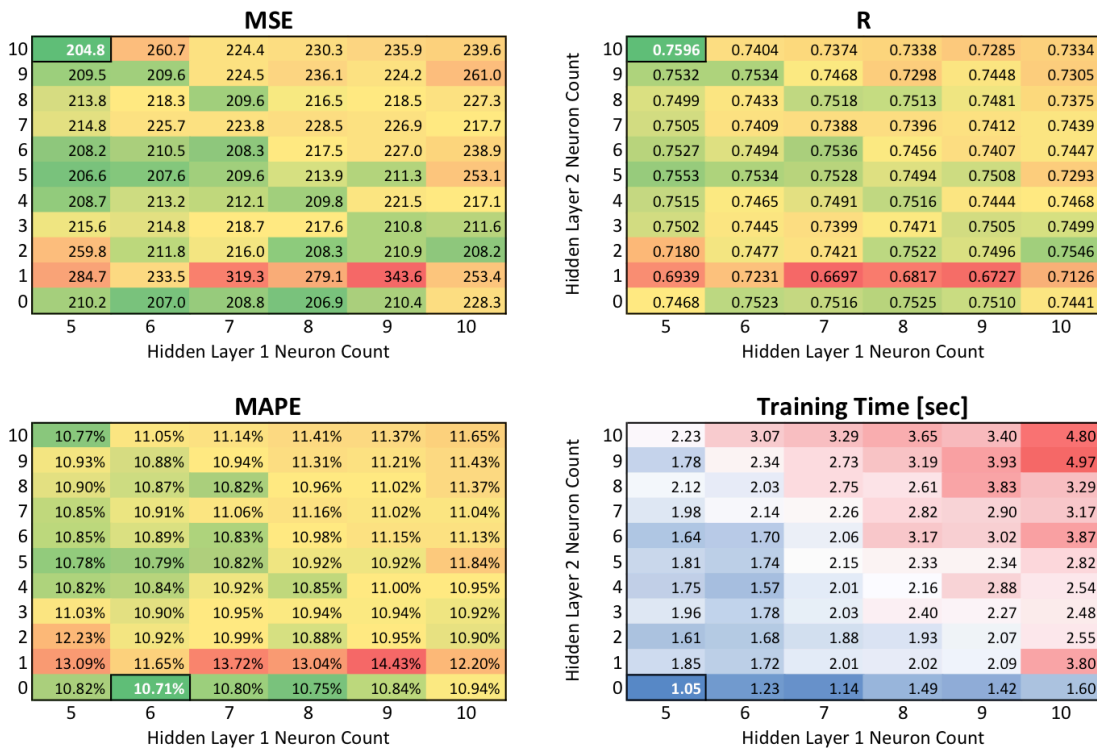 MSE
10 204.8 260.7 224.4 230.3 235.9 239.6
9 209.5 209.6 224.5 236.1 224.2 261.0
8 213.8 218.3 209.6 216.5 218.5 227.3
7 214.8 225.7 223.8 228.5 226.9 217.7
6 208.2 210.5 208.3 217.5 227.0 238.9
5 206.6 207.6 209.6 213.9 211.3 253.1
4 208.7 213.2 212.1 209.8 221.5 217.1
3 215.6 214.8 218.7 217.6 210.8 211.6
2 259.8 211.8 216.0 208.3 210.9 208.2
1 284.7 233.5 319.3 279.1 343.6 253.4
0 210.2 207.0 208.8 206.9 210.4 228.3
5 6 7 8 9 10
Hidden Layer 1 Neuron Count
R
Hidden Layer 2 Neuron Count
10 0.7596 0.7404 0.7374 0.7338 0.7285 0.7334
9 0.7532 0.7534 0.7468 0.7298 0.7448 0.7305
8 0.7499 0.7433 0.7518 0.7513 0.7481 0.7375
7 0.7505 0.7409 0.7388 0.7396 0.7412 0.7439
6 0.7527 0.7494 0.7536 0.7456 0.7407 0.7447
5 0.7553 0.7534 0.7528 0.7494 0.7508 0.7293
4 0.7515 0.7465 0.7491 0.7516 0.7444 0.7468
3 0.7502 0.7445 0.7399 0.7471 0.7505 0.7499
2 0.7180 0.7477 0.7421 0.7522 0.7496 0.7546
1 0.6939 0.7231 0.6697 0.6817 0.6727 0.7126
0 0.7468 0.7523 0.7516 0.7525 0.7510 0.7441
5 6 7 8 9 10
Hidden Layer 1 Neuron Count
MAPE
10 10.77% 11.05% 11.14% 11.41% 11.37% 11.65%
9 10.93% 10.88% 10.94% 11.31% 11.21% 11.43%
8 10.90% 10.87% 10.82% 10.96% 11.02% 11.37%
7 10.85% 10.91% 11.06% 11.16% 11.02% 11.04%
6 10.85% 10.89% 10.83% 10.98% 11.15% 11.13%
5 10.78% 10.79% 10.82% 10.92% 10.92% 11.84%
4 10.82% 10.84% 10.92% 10.85% 11.00% 10.95%
3 11.03% 10.90% 10.95% 10.94% 10.94% 10.92%
2 12.23% 10.92% 10.99% 10.88% 10.95% 10.90%
1 13.09% 11.65% 13.72% 13.04% 14.43% 12.20%
0 10.82% 10.71% 10.80% 10.75% 10.84% 10.94%
5 6 7 8 9 10
Hidden Layer 1 Neuron Count
Training Time [sec]
Hidden Layer 2 Neuron Count
10 2.23 3.07 3.29 3.65 3.40 4.80
9 1.78 2.34 2.73 3.19 3.93 4.97
8 2.12 2.03 2.75 2.61 3.83 3.29
7 1.98 2.14 2.26 2.82 2.90 3.17
6 1.64 1.70 2.06 3.17 3.02 3.87
5 1.81 1.74 2.15 2.33 2.34 2.82
4 1.75 1.57 2.01 2.16 2.88 2.54
3 1.96 1.78 2.03 2.40 2.27 2.48
2 1.61 1.68 1.88 1.93 2.07 2.55
1 1.85 1.72 2.01 2.02 2.09 3.80
0 1.05 1.23 1.14 1.49 1.42 1.60
5 6 7 8 9 10
Hidden Layer 1 Neuron Count